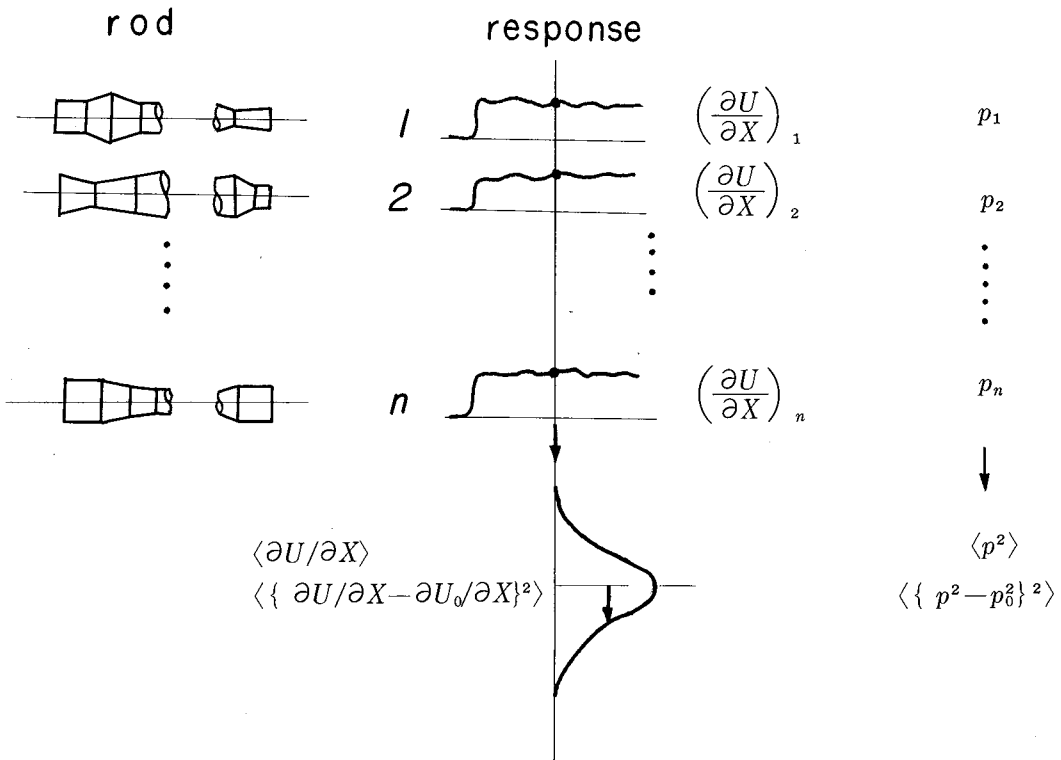 rod response
1 (∂U/∂X)₁ p₁
2 (∂U/∂X)₂ p₂
n (∂U/∂X)ₙ pₙ
⟨∂U/∂X⟩ ⟨p²⟩
⟨{ ∂U/∂X−∂U₀/∂X}²⟩ ⟨{ p²−p₀²}²⟩